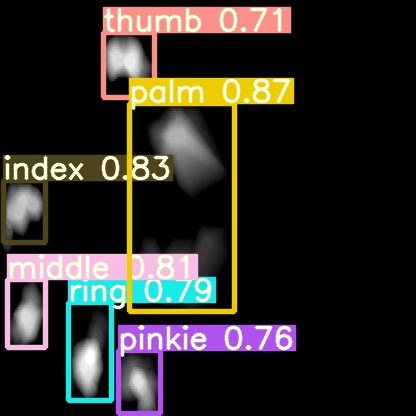 thumb 0.71
palm 0.87
index 0.83
middle 0.81
ring 0.79
pinkie 0.76